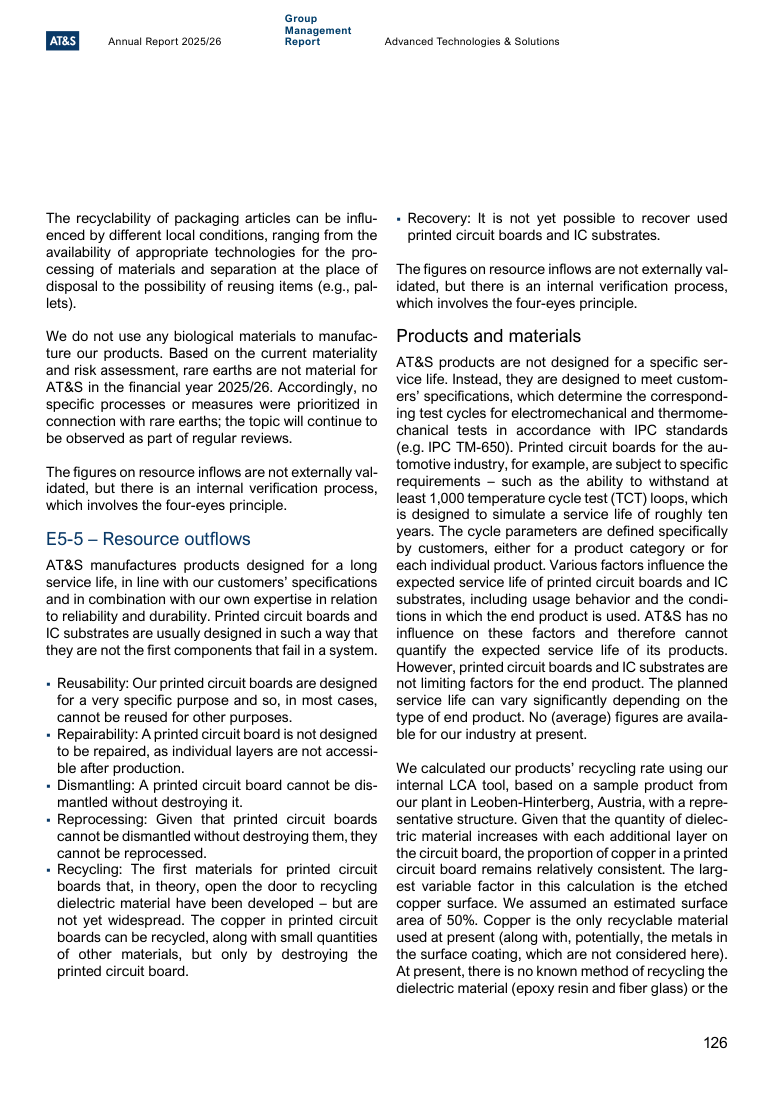 AT&S
Annual Report 2025/26
Group
Management
Report
Advanced Technologies & Solutions
The recyclability of packaging articles can be influ-
enced by different local conditions, ranging from the
availability of appropriate technologies for the pro-
cessing of materials and separation at the place of
disposal to the possibility of reusing items (e.g., pal-
lets).
We do not use any biological materials to manufac-
ture our products. Based on the current materiality
and risk assessment, rare earths are not material for
AT&S in the financial year 2025/26. Accordingly, no
specific processes or measures were prioritized in
connection with rare earths; the topic will continue to
be observed as part of regular reviews.
The figures on resource inflows are not externally val-
idated, but there is an internal verification process,
which involves the four-eyes principle.
E5-5 – Resource outflows
AT&S manufactures products designed for a long
service life, in line with our customers’ specifications
and in combination with our own expertise in relation
to reliability and durability. Printed circuit boards and
IC substrates are usually designed in such a way that
they are not the first components that fail in a system.
▪ Reusability: Our printed circuit boards are designed
for a very specific purpose and so, in most cases,
cannot be reused for other purposes.
▪ Repairability: A printed circuit board is not designed
to be repaired, as individual layers are not accessi-
ble after production.
▪ Dismantling: A printed circuit board cannot be dis-
mantled without destroying it.
▪ Reprocessing: Given that printed circuit boards
cannot be dismantled without destroying them, they
cannot be reprocessed.
▪ Recycling: The first materials for printed circuit
boards that, in theory, open the door to recycling
dielectric material have been developed – but are
not yet widespread. The copper in printed circuit
boards can be recycled, along with small quantities
of other materials, but only by destroying the
printed circuit board.
▪ Recovery: It is not yet possible to recover used
printed circuit boards and IC substrates.
The figures on resource inflows are not externally val-
idated, but there is an internal verification process,
which involves the four-eyes principle.
Products and materials
AT&S products are not designed for a specific ser-
vice life. Instead, they are designed to meet custom-
ers’ specifications, which determine the correspond-
ing test cycles for electromechanical and thermome-
chanical tests in accordance with IPC standards
(e.g. IPC TM-650). Printed circuit boards for the au-
tomotive industry, for example, are subject to specific
requirements – such as the ability to withstand at
least 1,000 temperature cycle test (TCT) loops, which
is designed to simulate a service life of roughly ten
years. The cycle parameters are defined specifically
by customers, either for a product category or for
each individual product. Various factors influence the
expected service life of printed circuit boards and IC
substrates, including usage behavior and the condi-
tions in which the end product is used. AT&S has no
influence on these factors and therefore cannot
quantify the expected service life of its products.
However, printed circuit boards and IC substrates are
not limiting factors for the end product. The planned
service life can vary significantly depending on the
type of end product. No (average) figures are availa-
ble for our industry at present.
We calculated our products’ recycling rate using our
internal LCA tool, based on a sample product from
our plant in Leoben-Hinterberg, Austria, with a repre-
sentative structure. Given that the quantity of dielec-
tric material increases with each additional layer on
the circuit board, the proportion of copper in a printed
circuit board remains relatively consistent. The larg-
est variable factor in this calculation is the etched
copper surface. We assumed an estimated surface
area of 50%. Copper is the only recyclable material
used at present (along with, potentially, the metals in
the surface coating, which are not considered here).
At present, there is no known method of recycling the
dielectric material (epoxy resin and fiber glass) or the
126